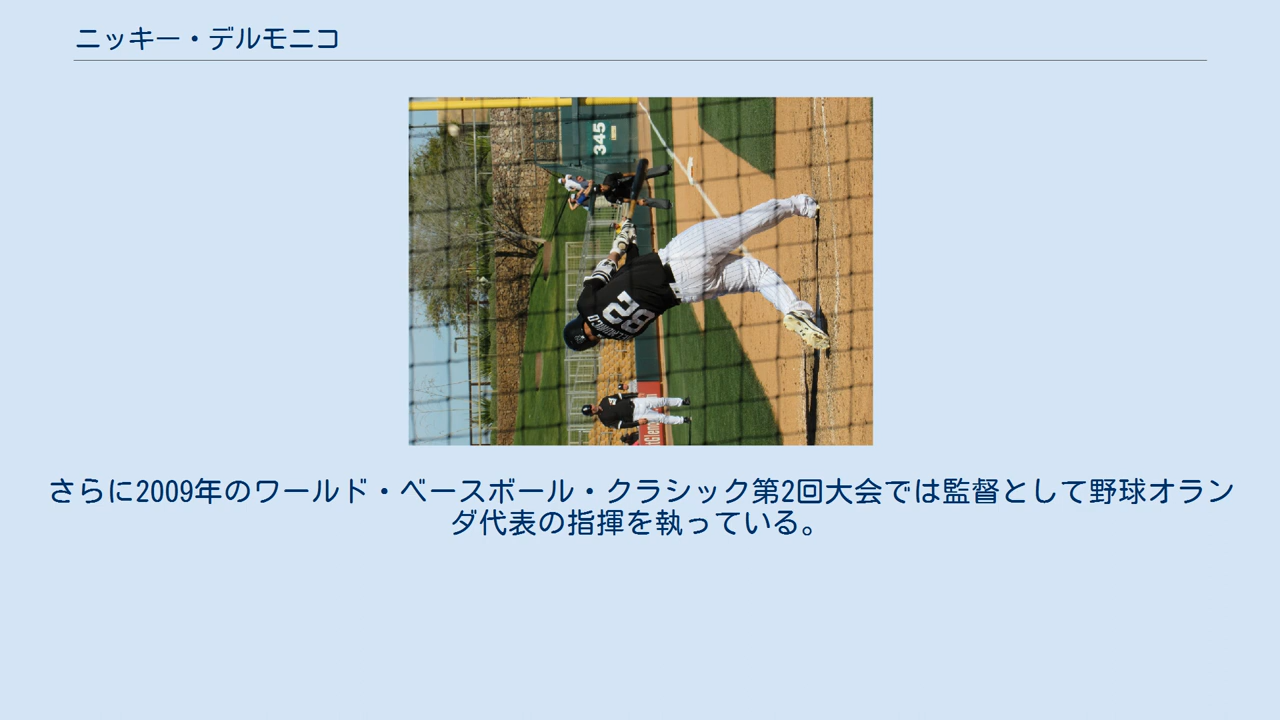 ニッキー・デルモニコ
345
DELMONICO
82
さらに2009年のワールド・ベースボール・クラシック第2回大会では監督として野球オラン
ダ代表の指揮を執っている。